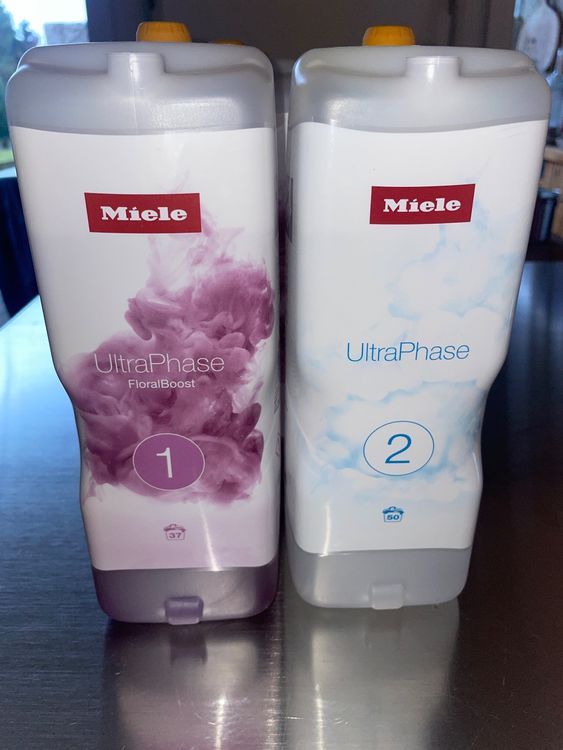 Miele
UltraPhase
FloralBoost
1
37
Miele
UltraPhase
2
50